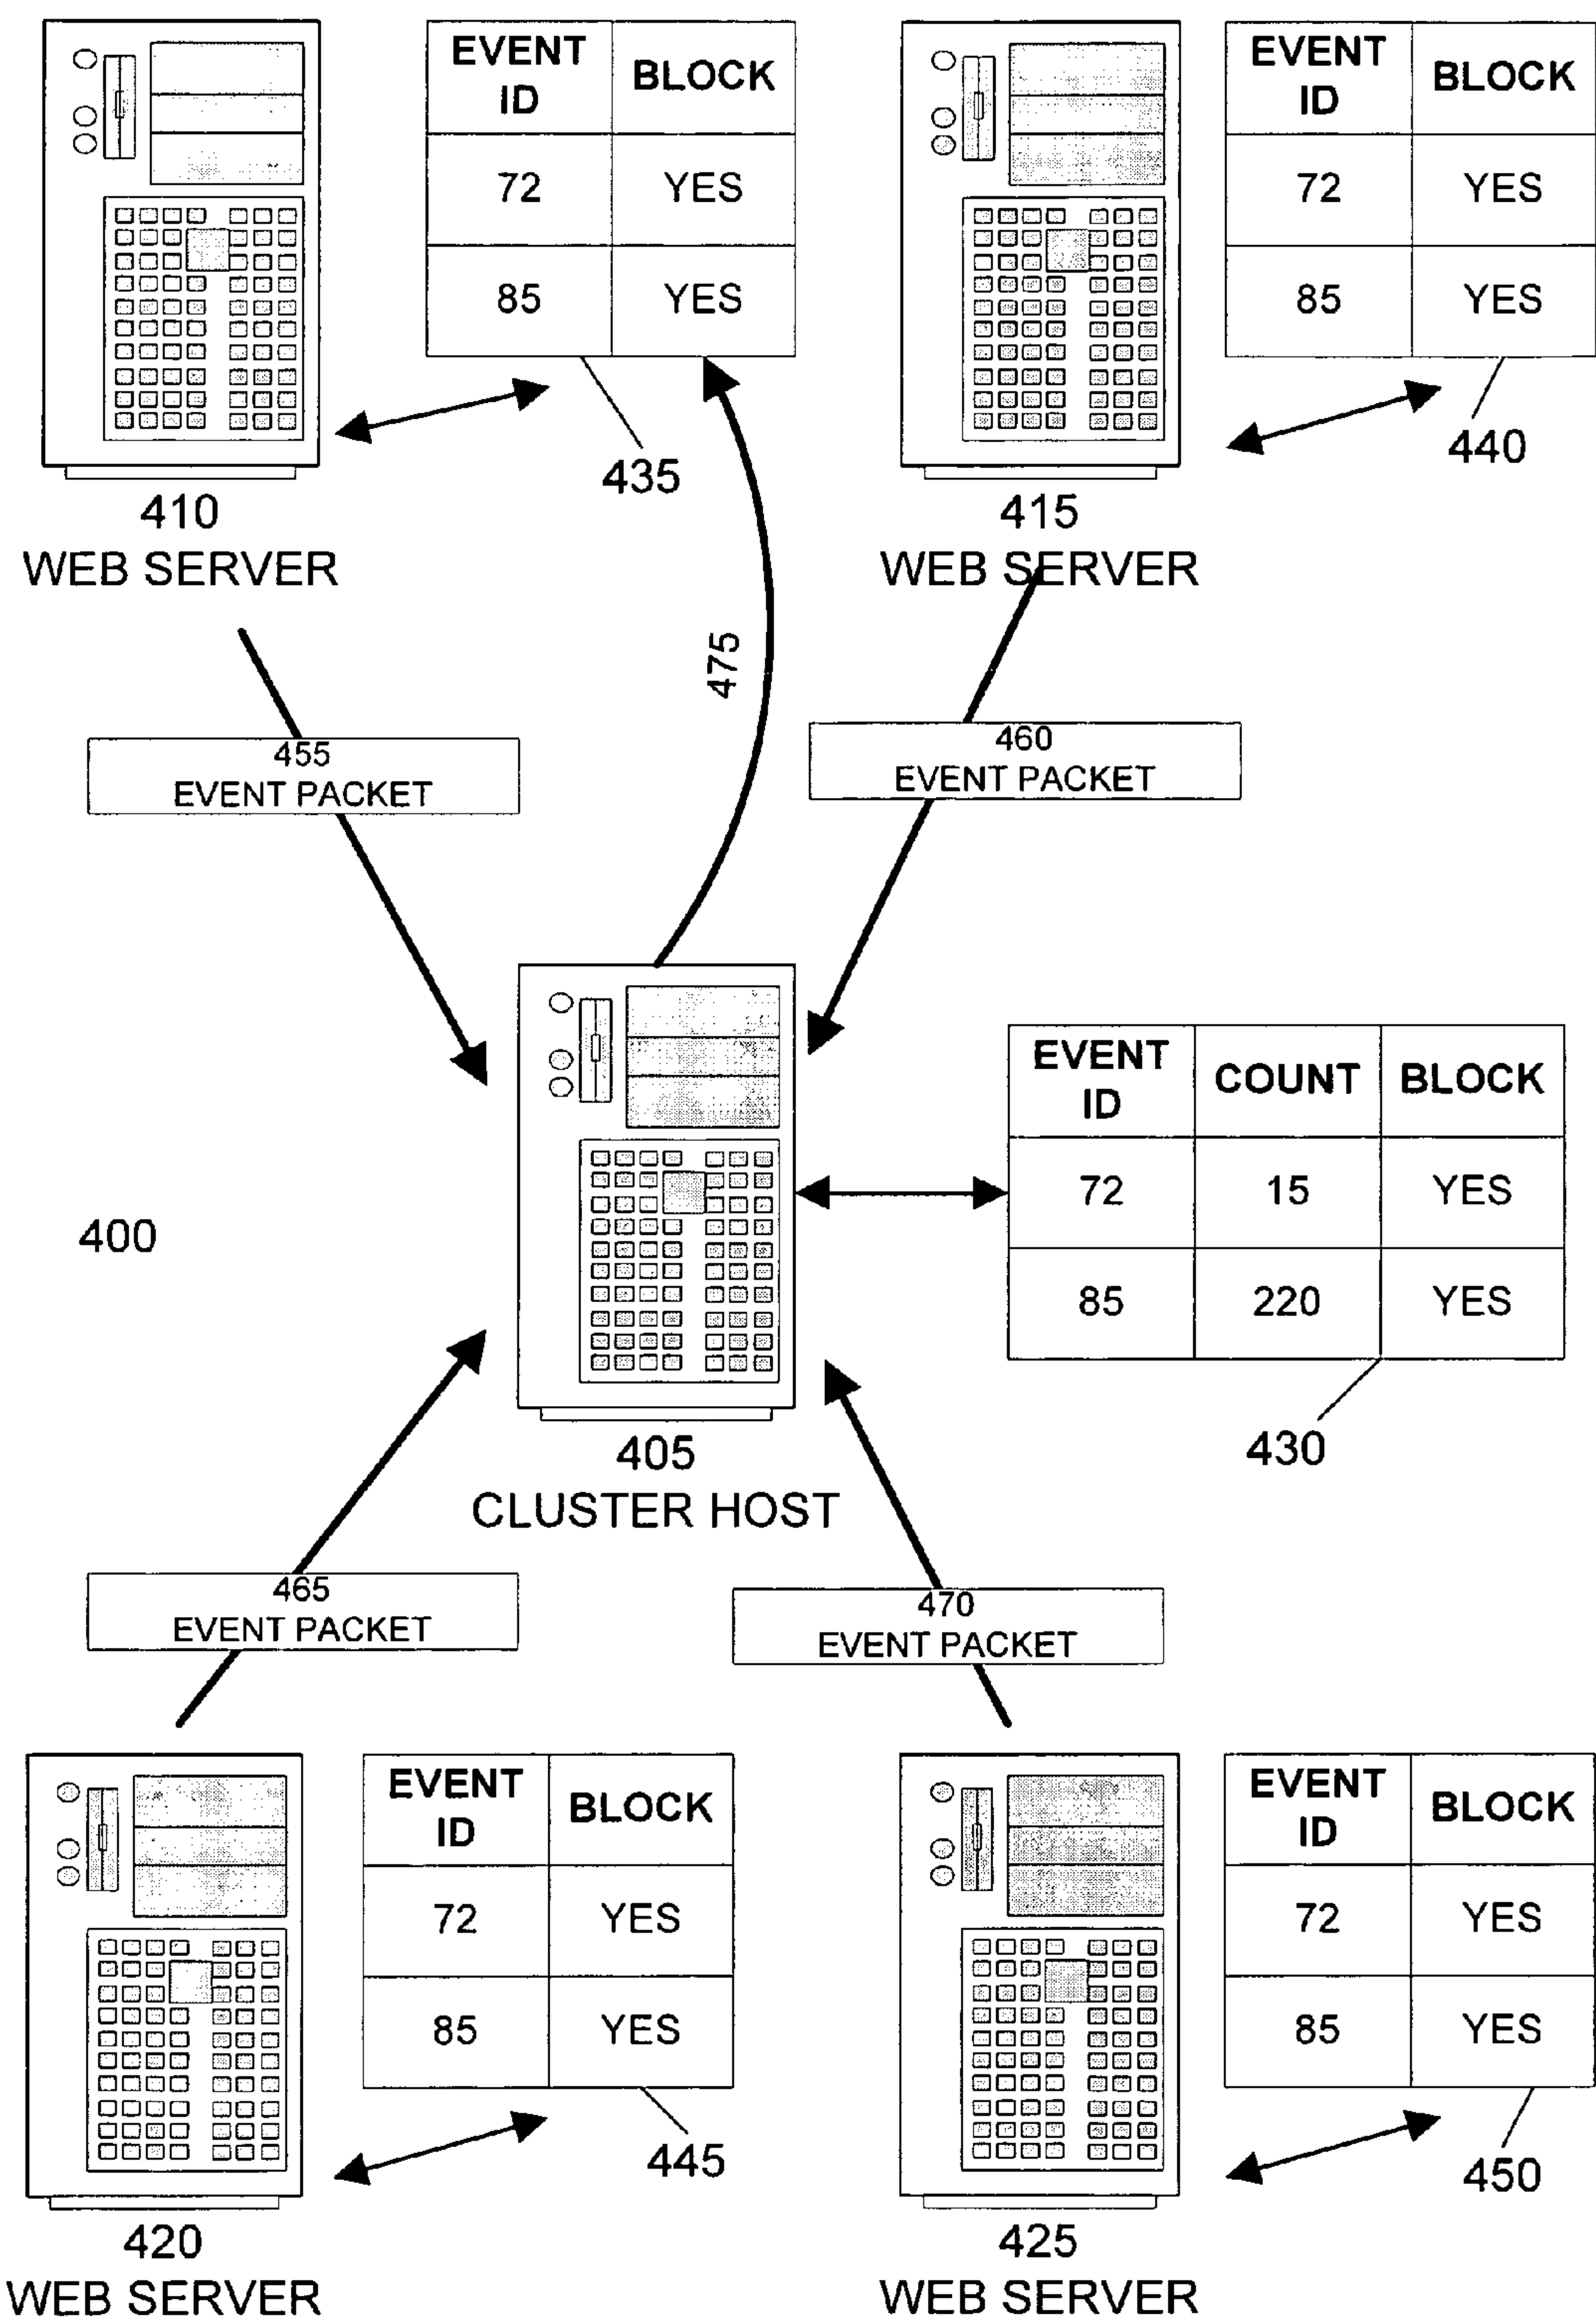 EVENT ID BLOCK
72 YES
85 YES
435
410
WEB SERVER
EVENT ID BLOCK
72 YES
85 YES
440
415
WEB SERVER
475
455
EVENT PACKET
460
EVENT PACKET
400
405
CLUSTER HOST
EVENT ID COUNT BLOCK
72 15 YES
85 220 YES
430
465
EVENT PACKET
470
EVENT PACKET
EVENT ID BLOCK
72 YES
85 YES
445
420
WEB SERVER
EVENT ID BLOCK
72 YES
85 YES
450
425
WEB SERVER